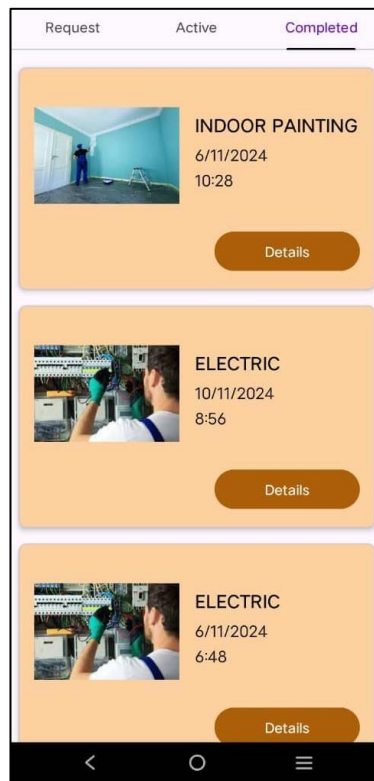 Request Active Completed
INDOOR PAINTING
6/11/2024
10:28
Details
ELECTRIC
10/11/2024
8:56
Details
ELECTRIC
6/11/2024
6:48
Details